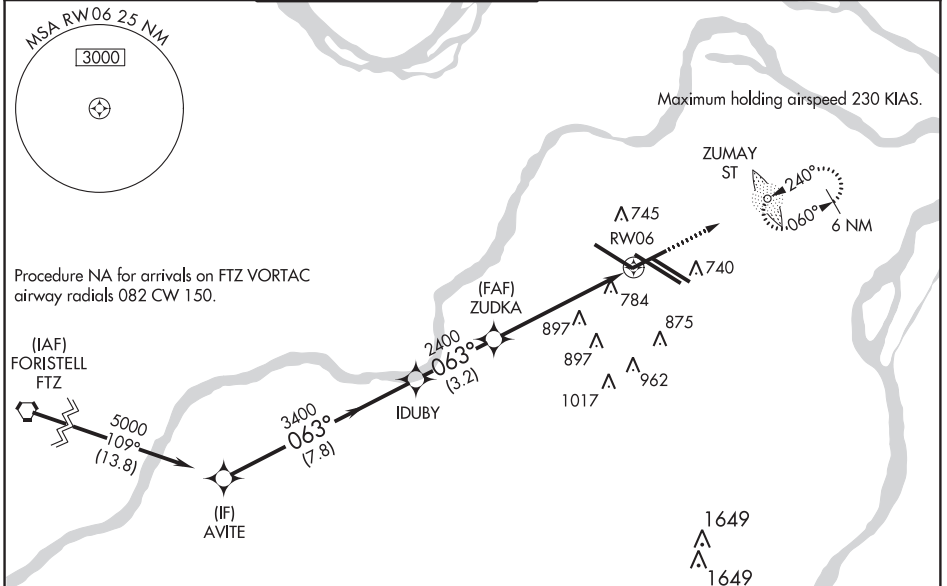 MSA RW06 25 NM
3000
Maximum holding airspeed 230 KIAS.
ZUMAY
ST
240°
060°
6 NM
745
RW06
740
784
Procedure NA for arrivals on FTZ VORTAC
airway radials 082 CW 150.
(FAF)
ZUDKA
897
875
897
962
1017
(IAF)
FORISTELL
FTZ
2400
063°
(3.2)
IDUBY
5000
109°
(13.8)
3400
063°
(7.8)
(IF)
AVITE
1649
1649